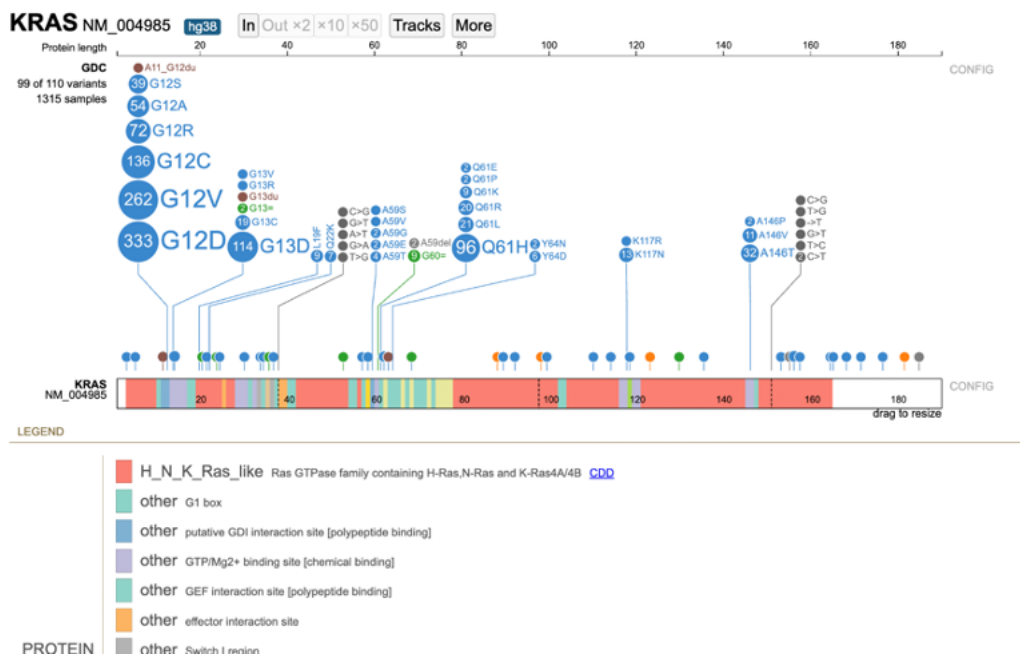 KRAS NM_004985 hg38 In Out ×2 ×10 ×50 Tracks More
Protein length 20 40 60 80 100 120 140 160 180
GDC
99 of 110 variants
1315 samples
CONFIG
A11_G12du
39 G12S
54 G12A
72 G12R
136 G12C
262 G12V
333 G12D
G13V
G13R
G13du
2 G13=
19 G13C
114 G13D
9 L19F
7 Q22K
C>G
G>T
A>T
G>A
T>G
A59S
A59V
2 A59G
2 A59E
4 A59T
2 A59del
9 G60=
2 Q61E
2 Q61P
9 Q61K
20 Q61R
21 Q61L
96 Q61H
2 Y64N
6 Y64D
K117R
13 K117N
2 A146P
11 A146V
32 A146T
C>G
T>G
->T
G>T
T>C
2 C>T
KRAS
NM_004985
20 40 60 80 100 120 140 160 180
CONFIG
drag to resize
LEGEND
H_N_K_Ras_like Ras GTPase family containing H-Ras,N-Ras and K-Ras4A/4B CDD
other G1 box
other putative GDI interaction site [polypeptide binding]
other GTP/Mg2+ binding site [chemical binding]
other GEF interaction site [polypeptide binding]
other effector interaction site
PROTEIN other Switch I region